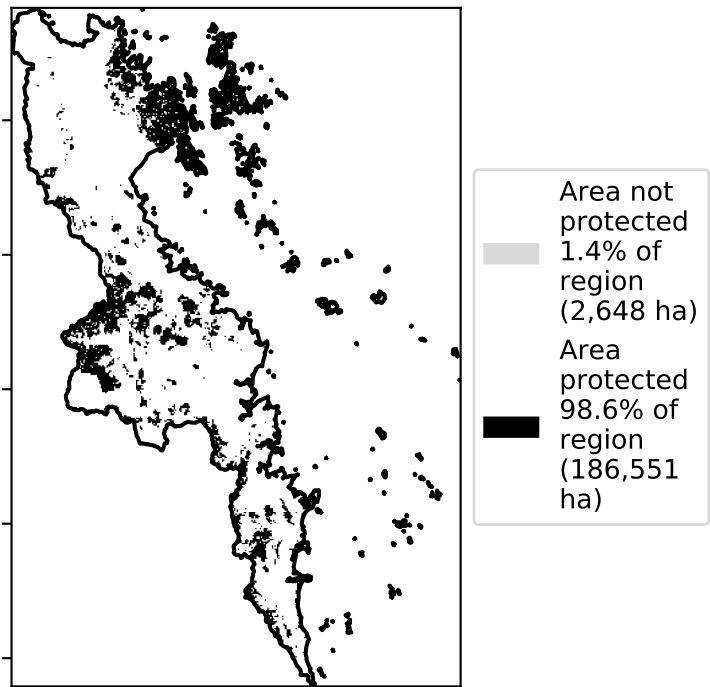 Area not
protected
1.4% of
region
(2,648 ha)
Area
protected
98.6% of
region
(186,551
ha)